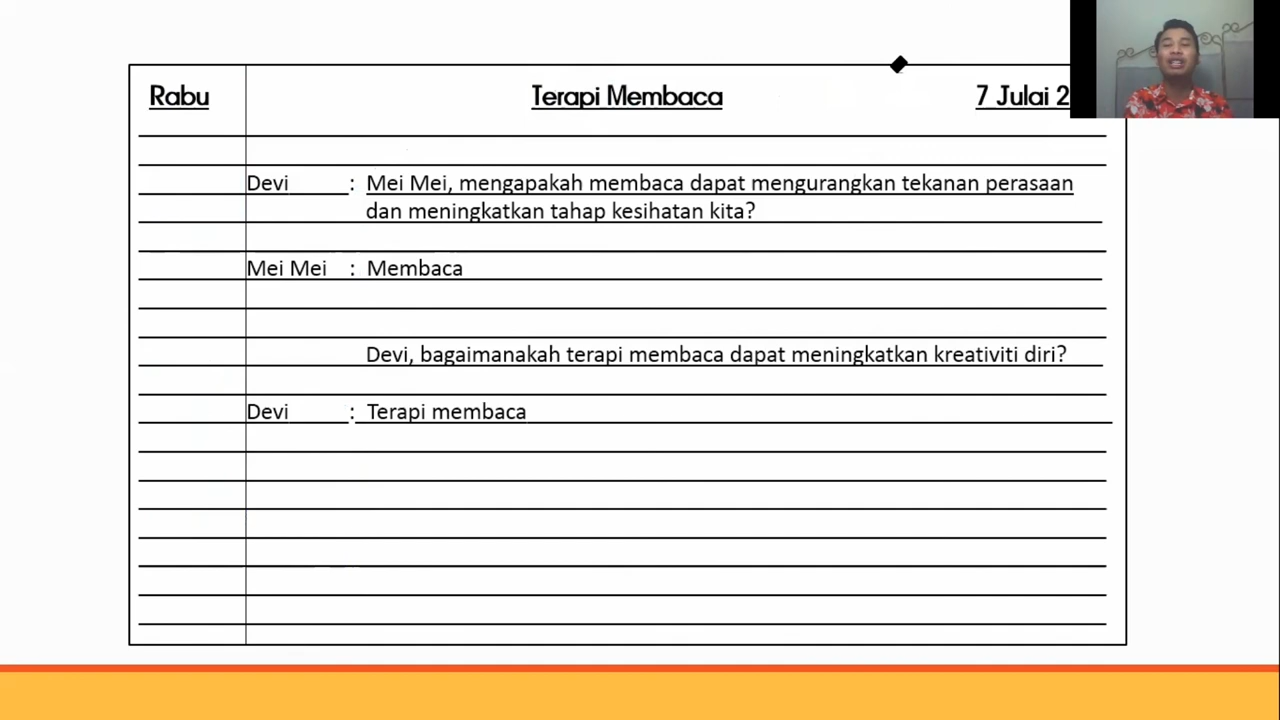 Rabu Terapi Membaca 7 Julai 2
Devi : Mei Mei, mengapakah membaca dapat mengurangkan tekanan perasaan
dan meningkatkan tahap kesihatan kita?
Mei Mei : Membaca
Devi, bagaimanakah terapi membaca dapat meningkatkan kreativiti diri?
Devi : Terapi membaca